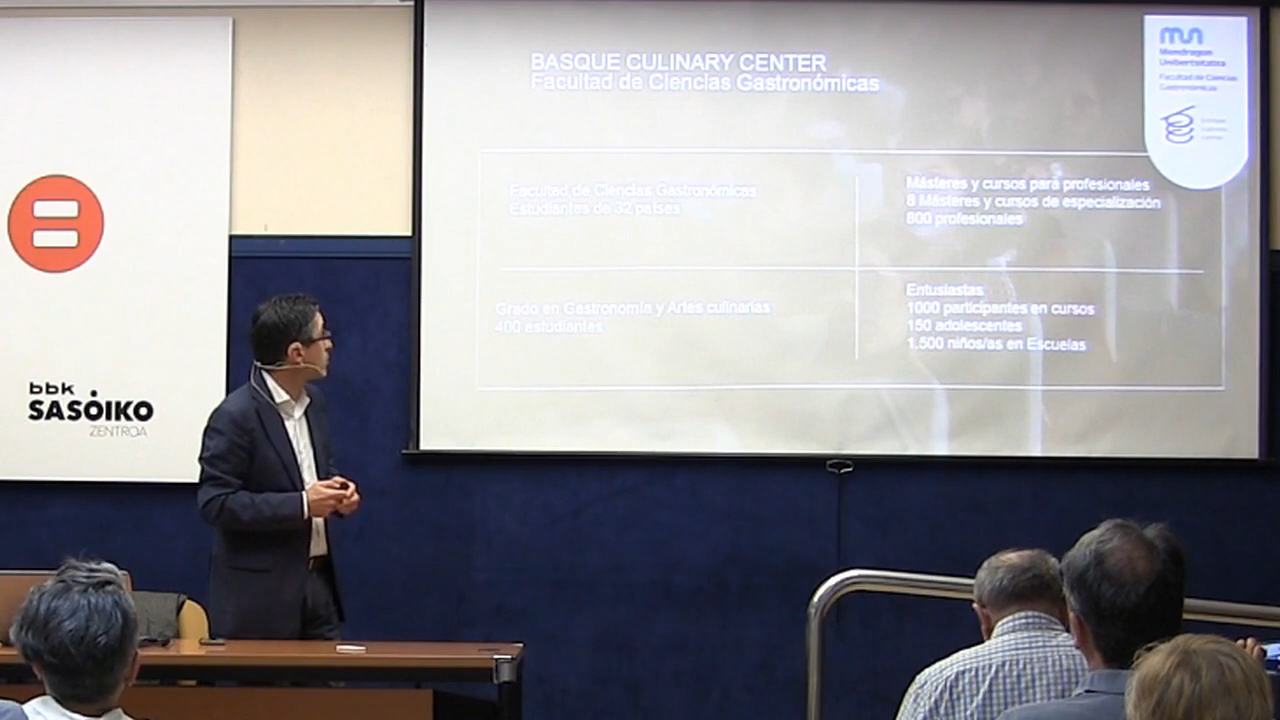 BASQUE CULINARY CENTER
Facultad de Ciencias Gastronómicas
mun
Mondragon
Unibertsitatea
Facultad de Ciencias
Gastronómicas
Facultad de Ciencias Gastronómicas
Estudiantes de 32 países
Másteres y cursos para profesionales
8 Másteres y cursos de especialización
800 profesionales
Grado en Gastronomía y Artes culinarias
400 estudiantes
Entusiastas
1000 participantes en cursos
150 adolescentes
1.500 niños/as en Escuelas
bbk
SASOIKO
ZENTROA